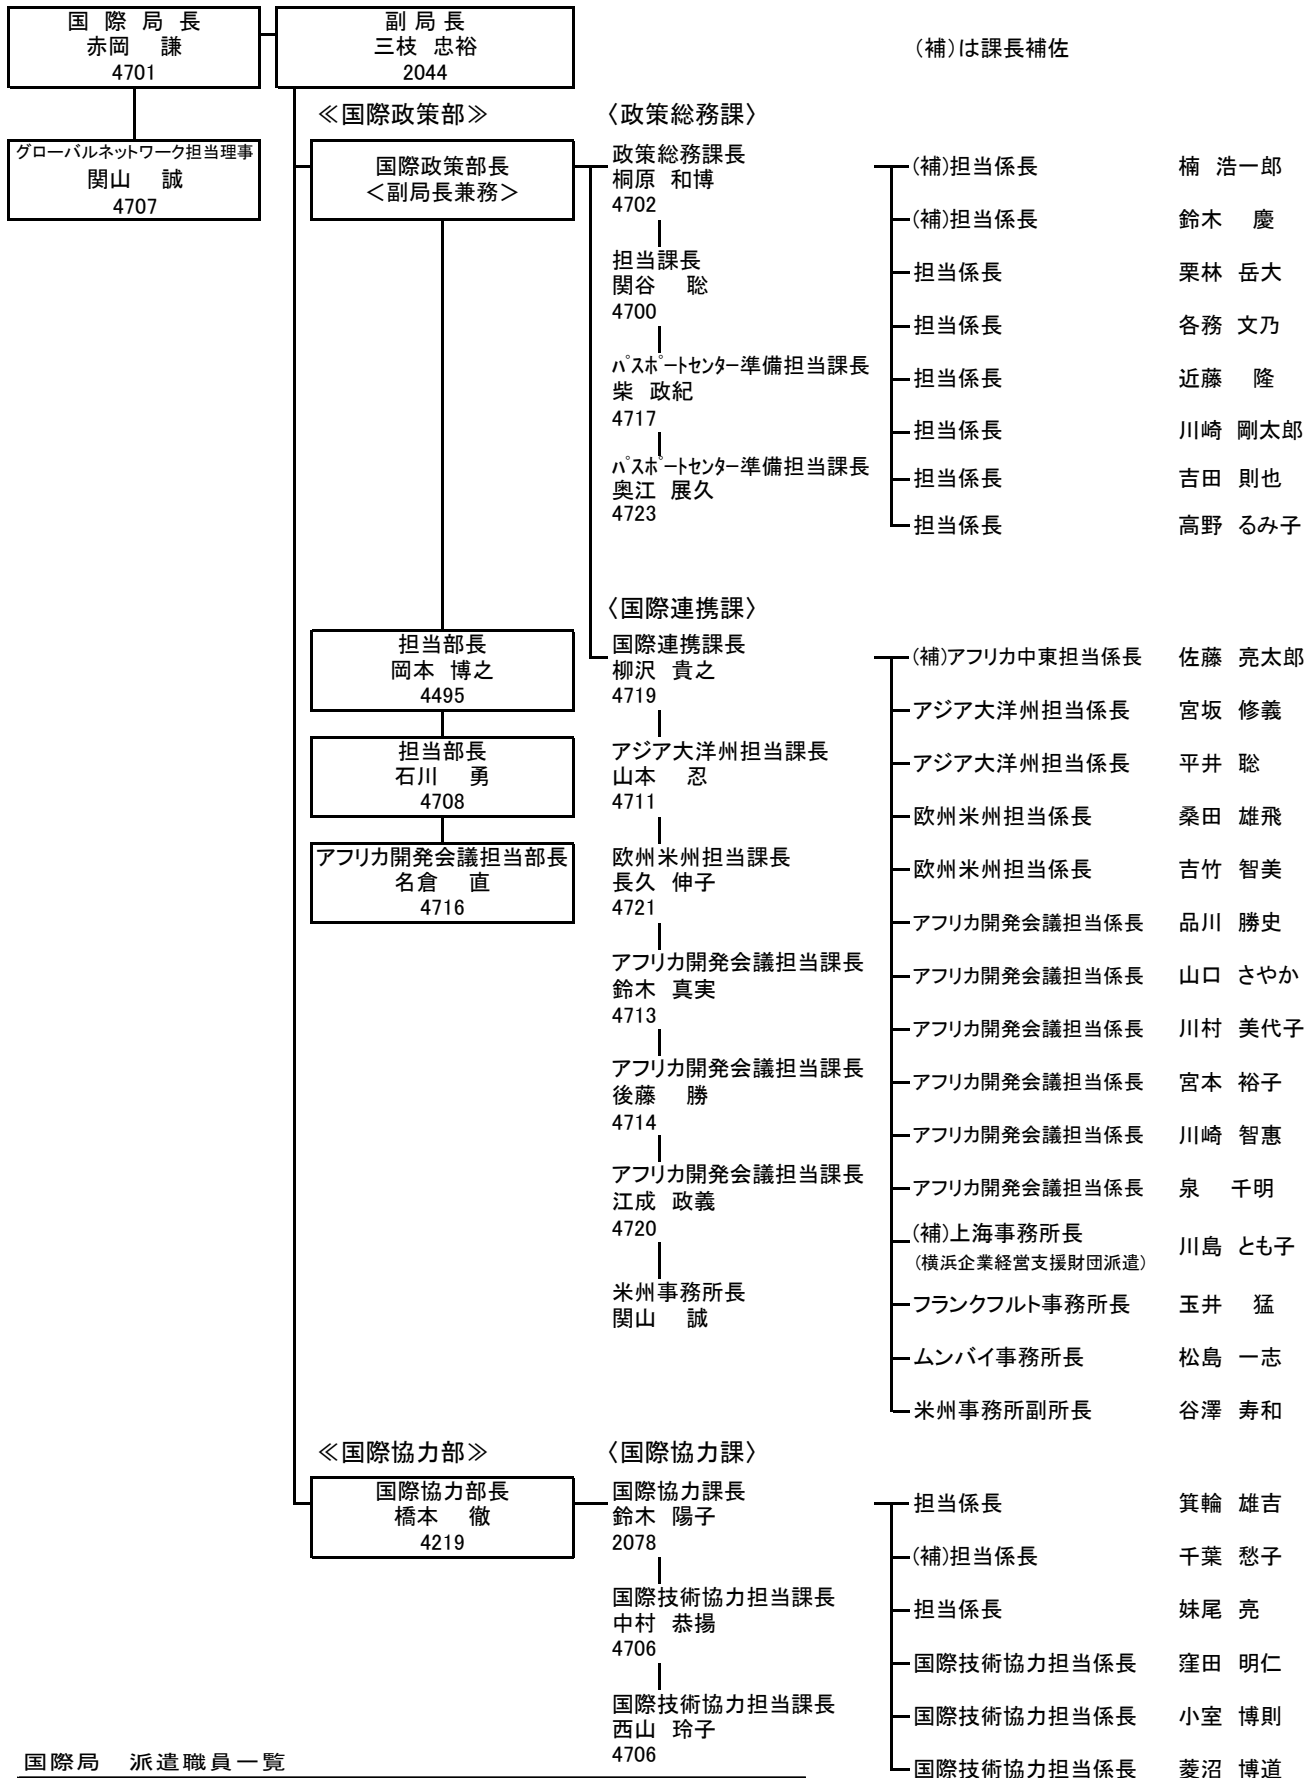 国際局長
赤岡 謙
4701
副局長
三枝 忠裕
2044
(補)は課長補佐
グローバルネットワーク担当理事
関山 誠
4707
≪国際政策部≫
国際政策部長
＜副局長兼務＞
担当部長
岡本 博之
4495
担当部長
石川 勇
4708
アフリカ開発会議担当部長
名倉 直
4716
〈政策総務課〉
政策総務課長
桐原 和博
4702
担当課長
関谷 聡
4700
ﾊﾟｽﾎﾟｰﾄｾﾝﾀｰ準備担当課長
柴 政紀
4717
ﾊﾟｽﾎﾟｰﾄｾﾝﾀｰ準備担当課長
奥江 展久
4723
(補)担当係長 楠 浩一郎
(補)担当係長 鈴木 慶
担当係長 栗林 岳大
担当係長 各務 文乃
担当係長 近藤 隆
担当係長 川崎 剛太郎
担当係長 吉田 則也
担当係長 高野 るみ子
〈国際連携課〉
国際連携課長
柳沢 貴之
4719
アジア大洋州担当課長
山本 忍
4711
欧州米州担当課長
長久 伸子
4721
アフリカ開発会議担当課長
鈴木 真実
4713
アフリカ開発会議担当課長
後藤 勝
4714
アフリカ開発会議担当課長
江成 政義
4720
米州事務所長
関山 誠
(補)アフリカ中東担当係長 佐藤 亮太郎
アジア大洋州担当係長 宮坂 修義
アジア大洋州担当係長 平井 聡
欧州米州担当係長 桑田 雄飛
欧州米州担当係長 吉竹 智美
アフリカ開発会議担当係長 品川 勝史
アフリカ開発会議担当係長 山口 さやか
アフリカ開発会議担当係長 川村 美代子
アフリカ開発会議担当係長 宮本 裕子
アフリカ開発会議担当係長 川崎 智惠
アフリカ開発会議担当係長 泉 千明
(補)上海事務所長 川島 とも子
(横浜企業経営支援財団派遣)
フランクフルト事務所長 玉井 猛
ムンバイ事務所長 松島 一志
米州事務所副所長 谷澤 寿和
≪国際協力部≫
国際協力部長
橋本 徹
4219
〈国際協力課〉
国際協力課長
鈴木 陽子
2078
国際技術協力担当課長
中村 恭揚
4706
国際技術協力担当課長
西山 玲子
4706
担当係長 箕輪 雄吉
(補)担当係長 千葉 愁子
担当係長 妹尾 亮
国際技術協力担当係長 窪田 明仁
国際技術協力担当係長 小室 博則
国際技術協力担当係長 菱沼 博道
国際局 派遣職員一覧